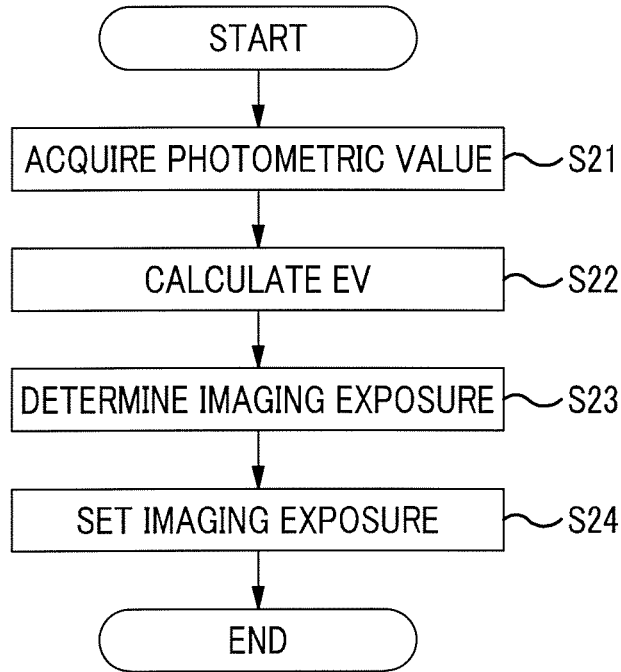 START
ACQUIRE PHOTOMETRIC VALUE S21
CALCULATE EV S22
DETERMINE IMAGING EXPOSURE S23
SET IMAGING EXPOSURE S24
END